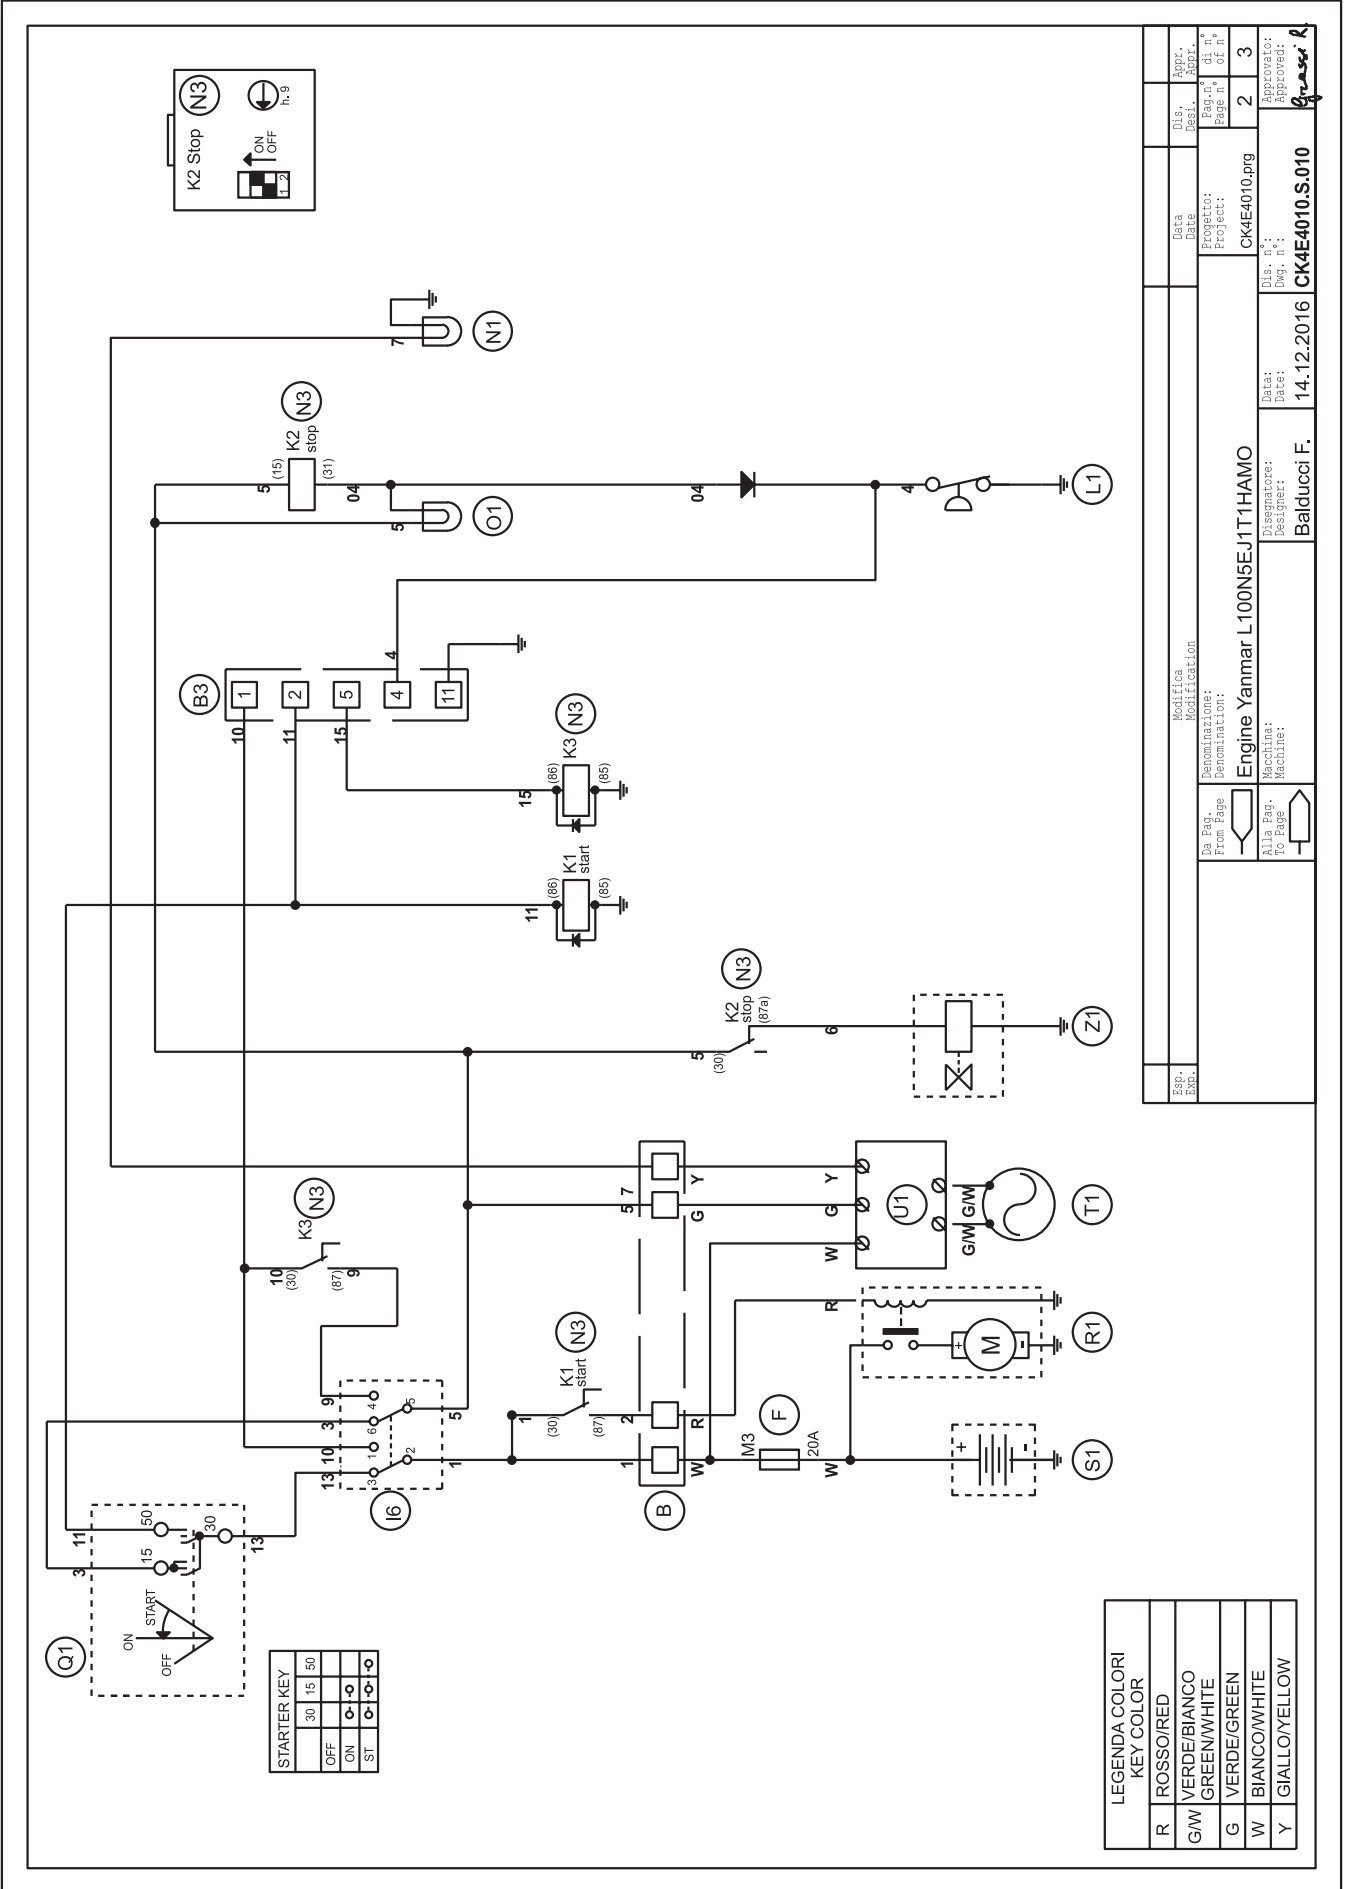 Q1
ON
OFF
START
15
50
30
3
11
13
STARTER KEY
30 15 50
OFF
ON
ST
I6
13
10
3
9
3
1
6
4
2
5
1
5
K3
N3
10
(30)
(87)
9
K1
start
N3
1
(30)
(87)
2
B
1
W
R
5
7
G
Y
M3
F
20A
W
R
W
G
Y
U1
G/W
G/W
S1
+
-
R1
M
+
-
T1
Z1
5
(30)
K2
stop
(87a)
N3
6
K1
start
(86)
(85)
11
K3
N3
(86)
(85)
15
B3
1
2
5
4
11
10
11
15
4
O1
5
5
(15)
K2
stop
(31)
N3
04
04
4
L1
N1
7
K2 Stop
N3
ON
OFF
1 2
h. 9
LEGENDA COLORI
KEY COLOR
R ROSSO/RED
G/W VERDE/BIANCO
GREEN/WHITE
G VERDE/GREEN
W BIANCO/WHITE
Y GIALLO/YELLOW
Esp.
Exp.
Modifica
Modification
Data
Date
Dis.
Desi.
Appr.
Appr.
Da Pag.
From Page
Alla Pag.
To Page
Denominazione:
Denomination:
Engine Yanmar L100N5EJ1T1HAMO
Progetto:
Project:
CK4E4010.prg
Pag.n°
Page n°
2
di n°
of n°
3
Macchina:
Machine:
Disegnatore:
Designer:
Balducci F.
Data:
Date:
14.12.2016
Dis. n°:
Dwg. n°:
CK4E4010.S.010
Approvato:
Approved: